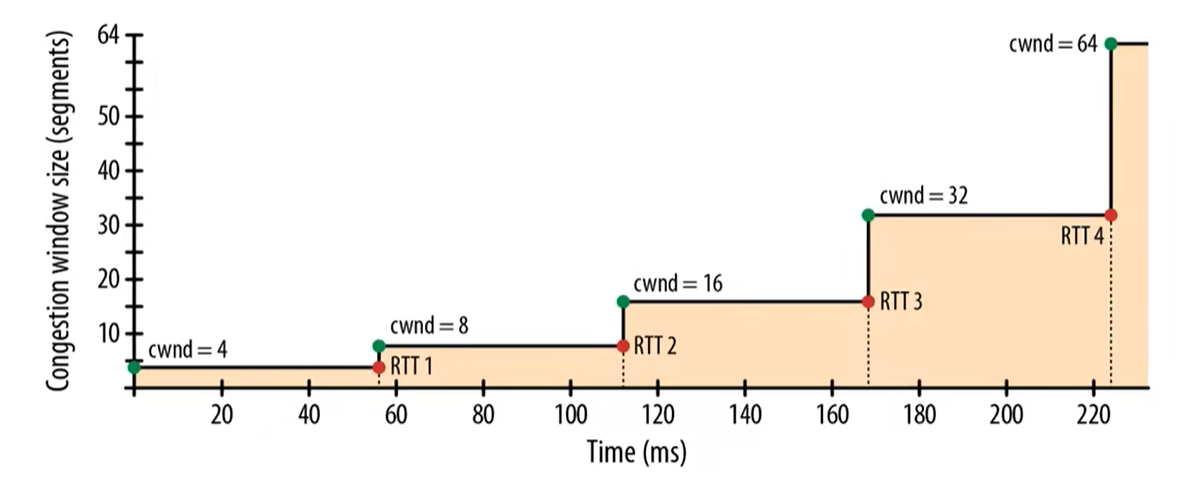 Congestion window size (segments)
64
50
40
30
20
10
cwnd = 4
RTT 1
cwnd = 8
RTT 2
cwnd = 16
RTT 3
cwnd = 32
RTT 4
cwnd = 64
20 40 60 80 100 120 140 160 180 200 220
Time (ms)